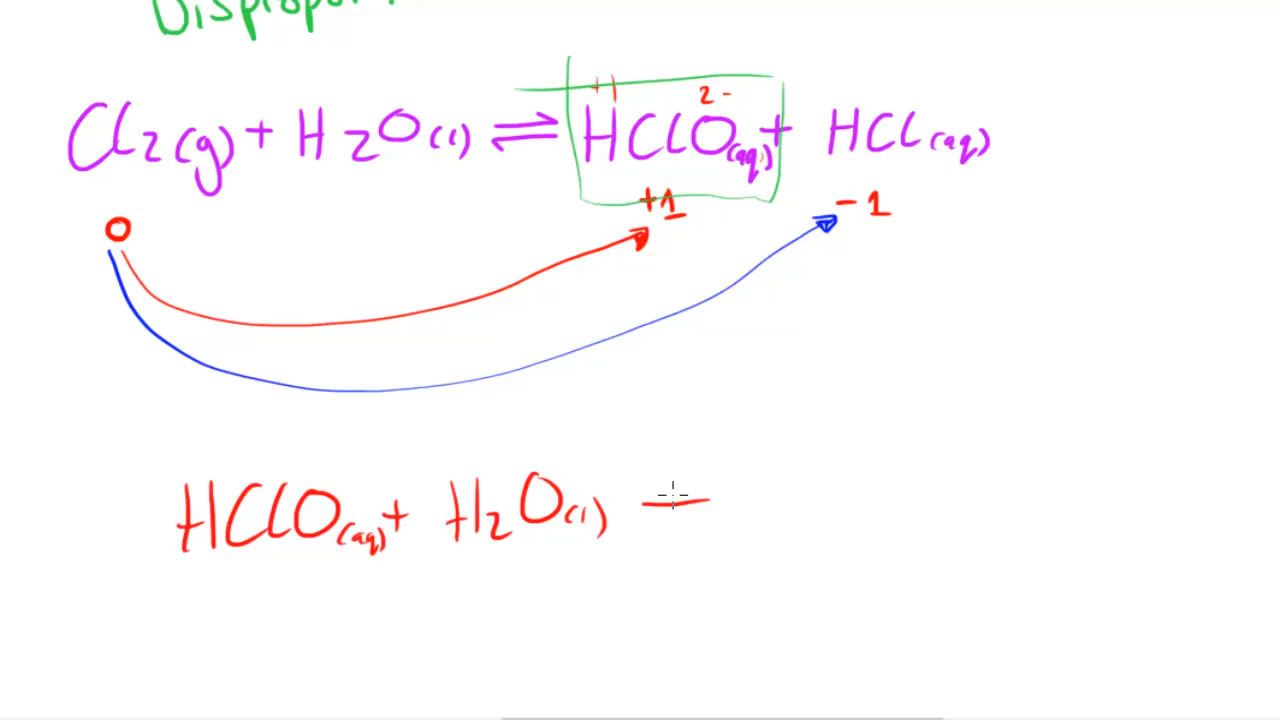 +1 2-
Cl₂(g) + H₂O(l) ⇌ HClO(aq) + HCl(aq)
0 +1 -1
HClO(aq) + H₂O(l)